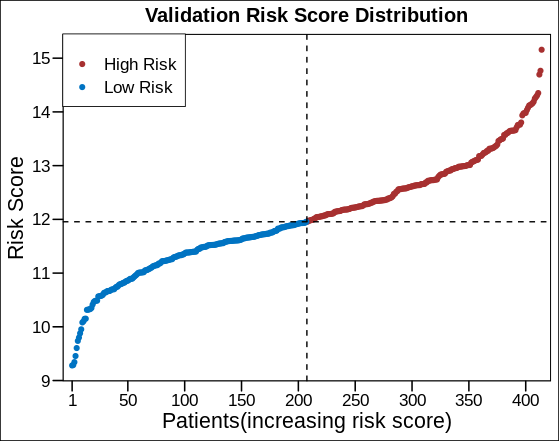 Validation Risk Score Distribution
High Risk
Low Risk
Risk Score
15
14
13
12
11
10
9
1 50 100 150 200 250 300 350 400
Patients(increasing risk score)